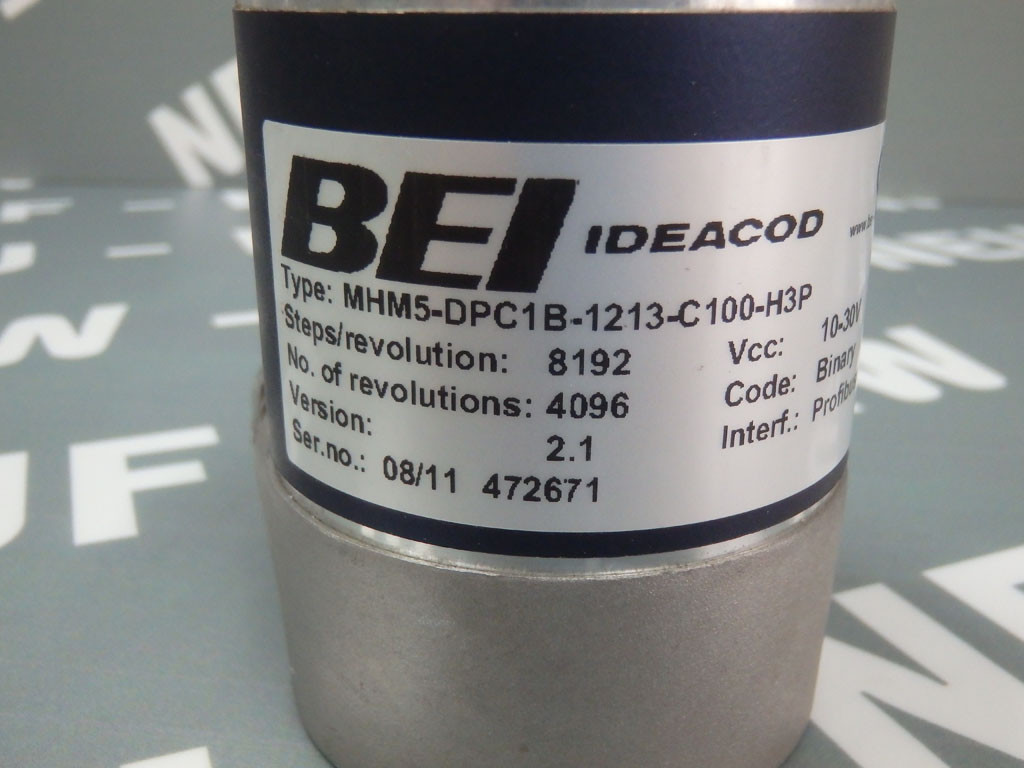 BEI IDEACOD
Type: MHM5-DPC1B-1213-C100-H3P
Steps/revolution: 8192 Vcc: 10-30V
No. of revolutions: 4096 Code: Binary
Version: 2.1 Interf.:
Ser.no.: 08/11 472671